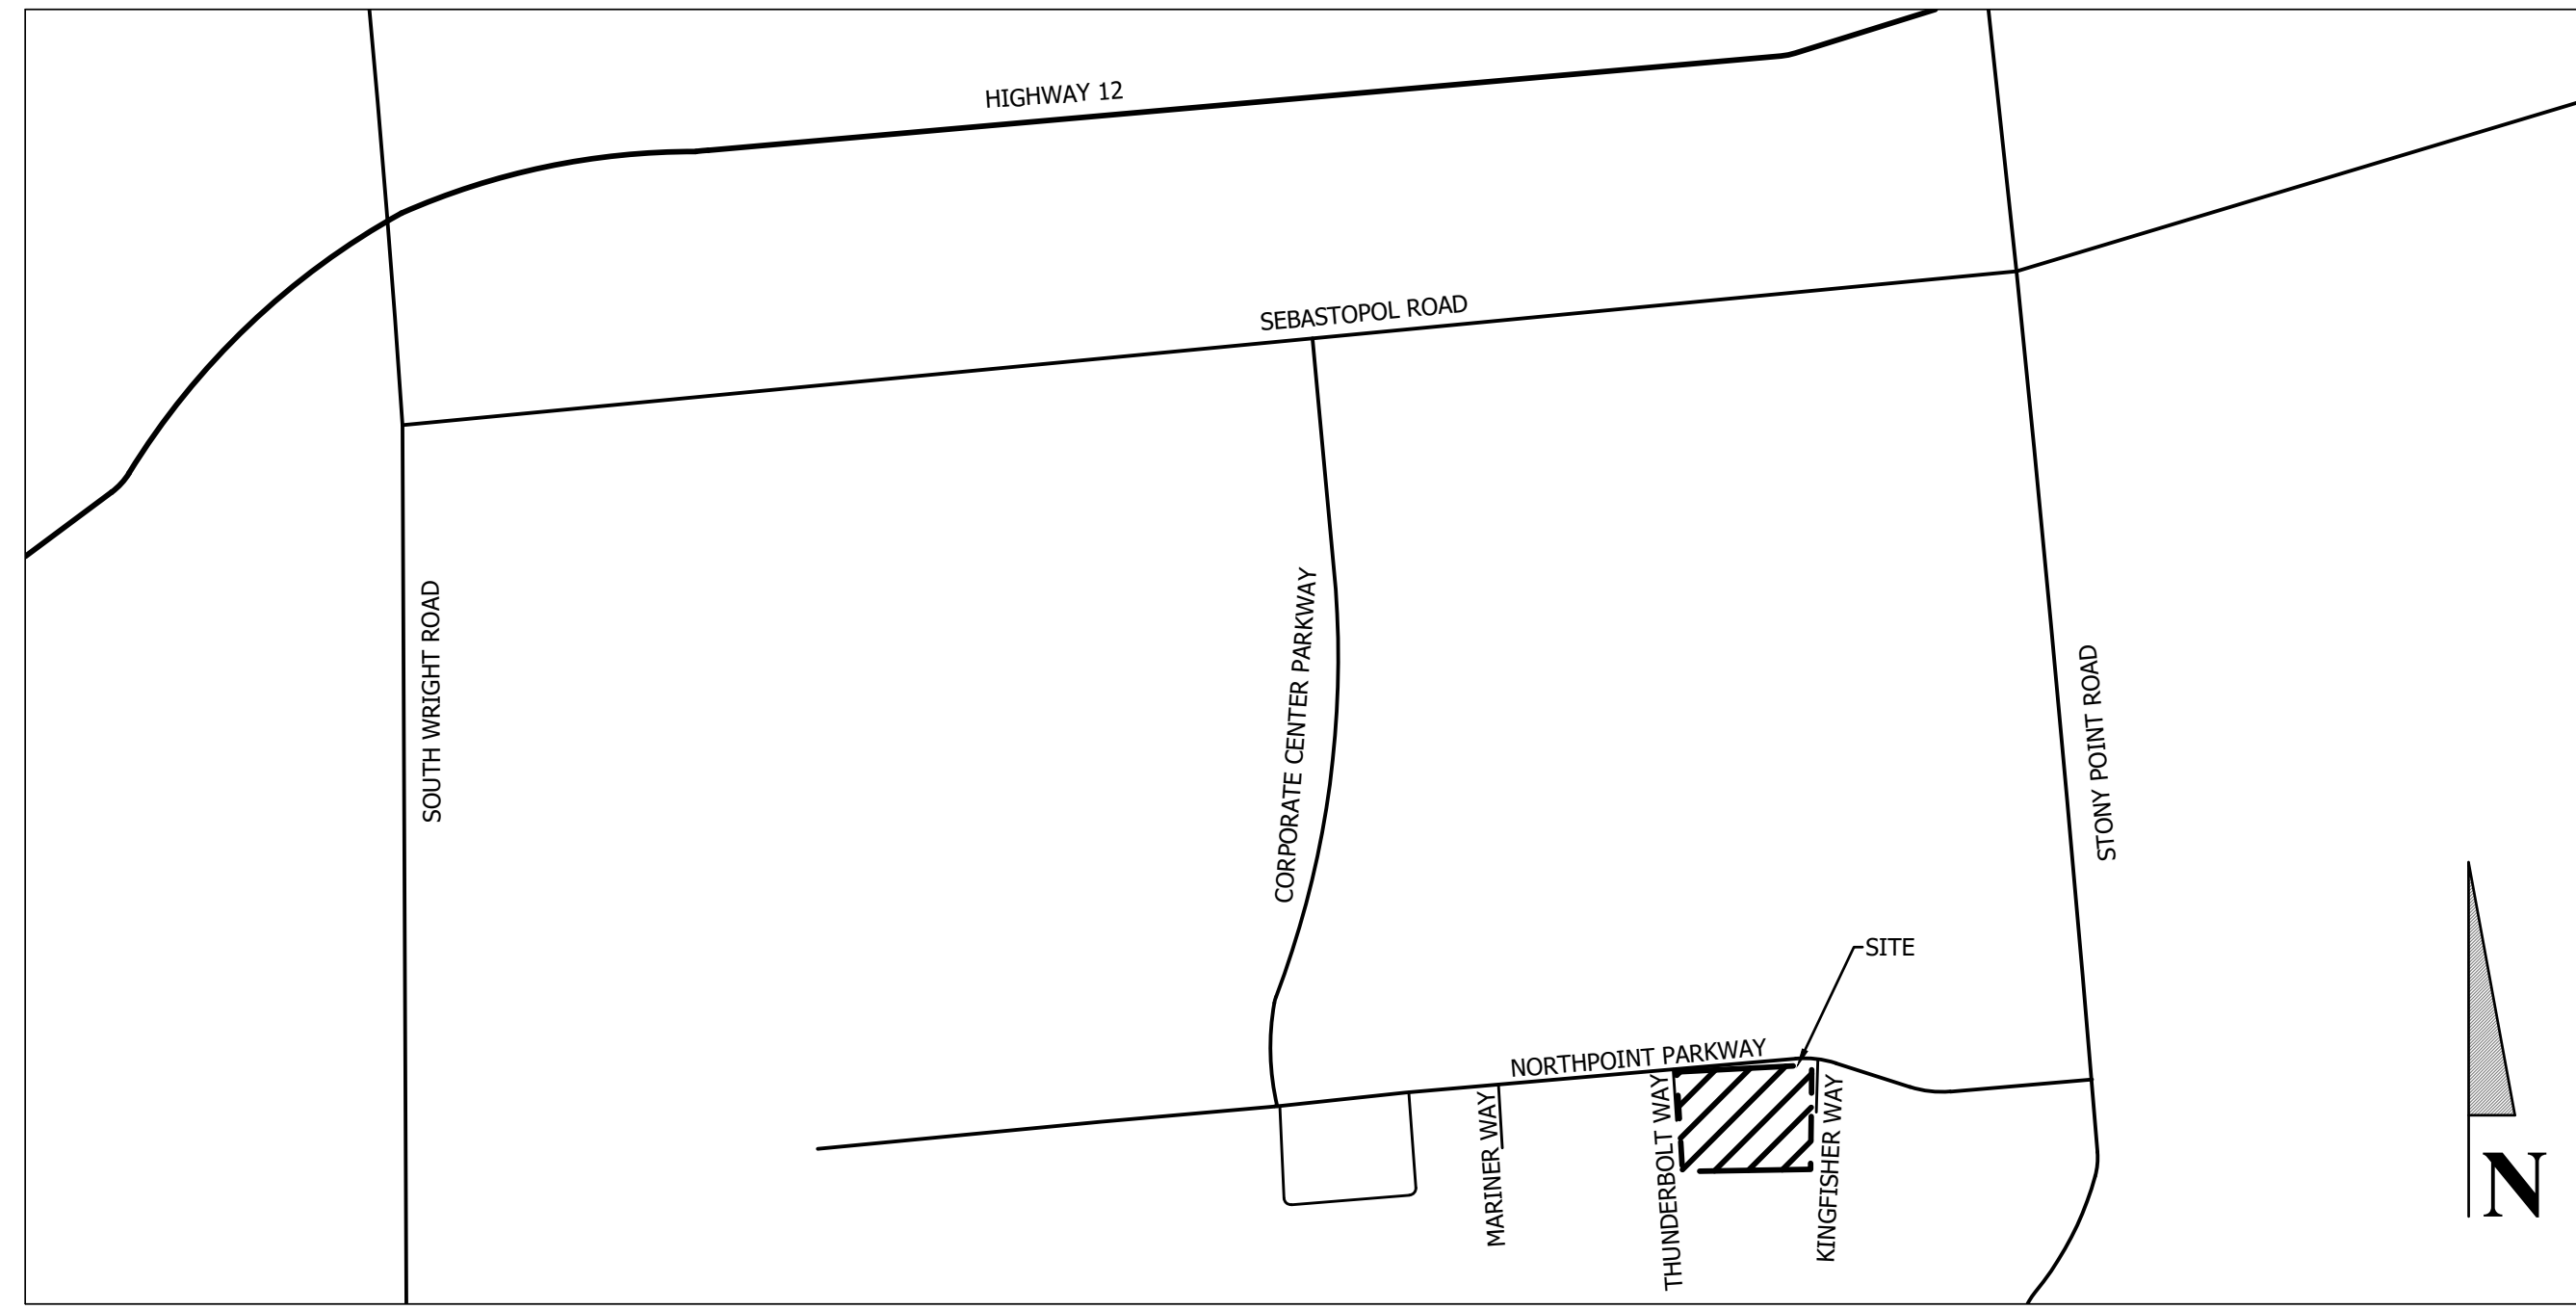 HIGHWAY 12
SEBASTOPOL ROAD
SOUTH WRIGHT ROAD
CORPORATE CENTER PARKWAY
STONY POINT ROAD
SITE
NORTHPOINT PARKWAY
MARINER WAY
THUNDERBOLT WAY
KINGFISHER WAY
N